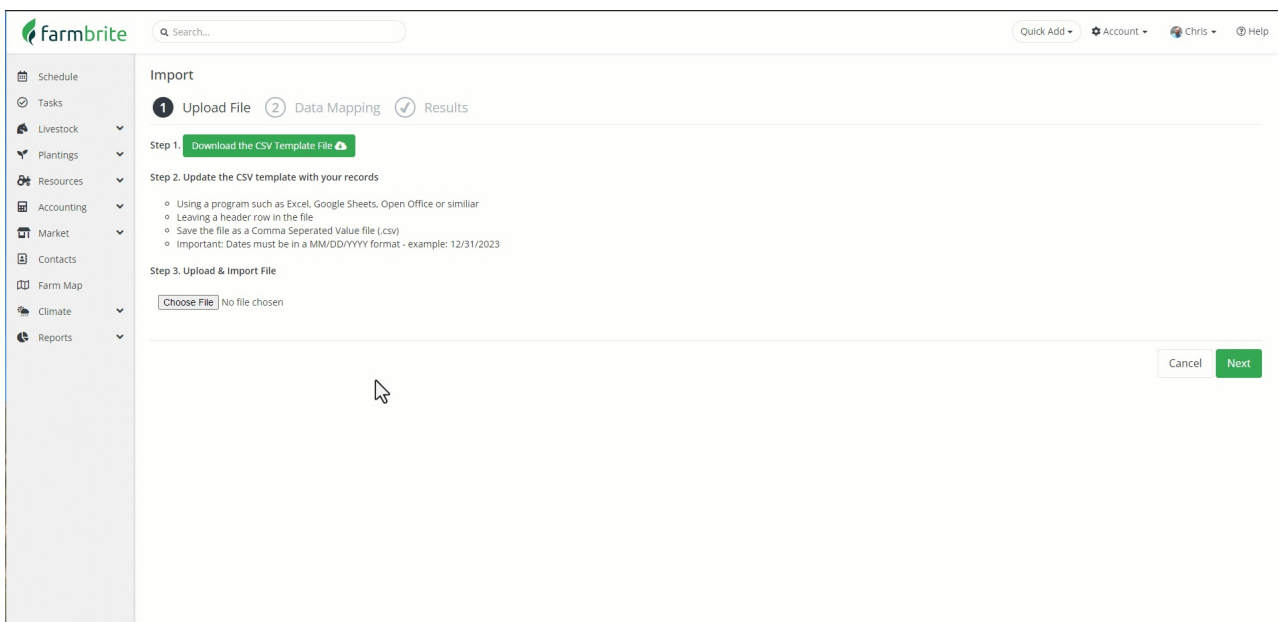 farmbrite
Search...
Quick Add
Account
Chris
Help
Schedule
Tasks
Livestock
Plantings
Resources
Accounting
Market
Contacts
Farm Map
Climate
Reports
Import
1 Upload File 2 Data Mapping Results
Step 1. Download the CSV Template File
Step 2. Update the CSV template with your records
Using a program such as Excel, Google Sheets, Open Office or similiar
Leaving a header row in the file
Save the file as a Comma Seperated Value file (.csv)
Important: Dates must be in a MM/DD/YYYY format - example: 12/31/2023
Step 3. Upload & Import File
Choose File No file chosen
Cancel Next